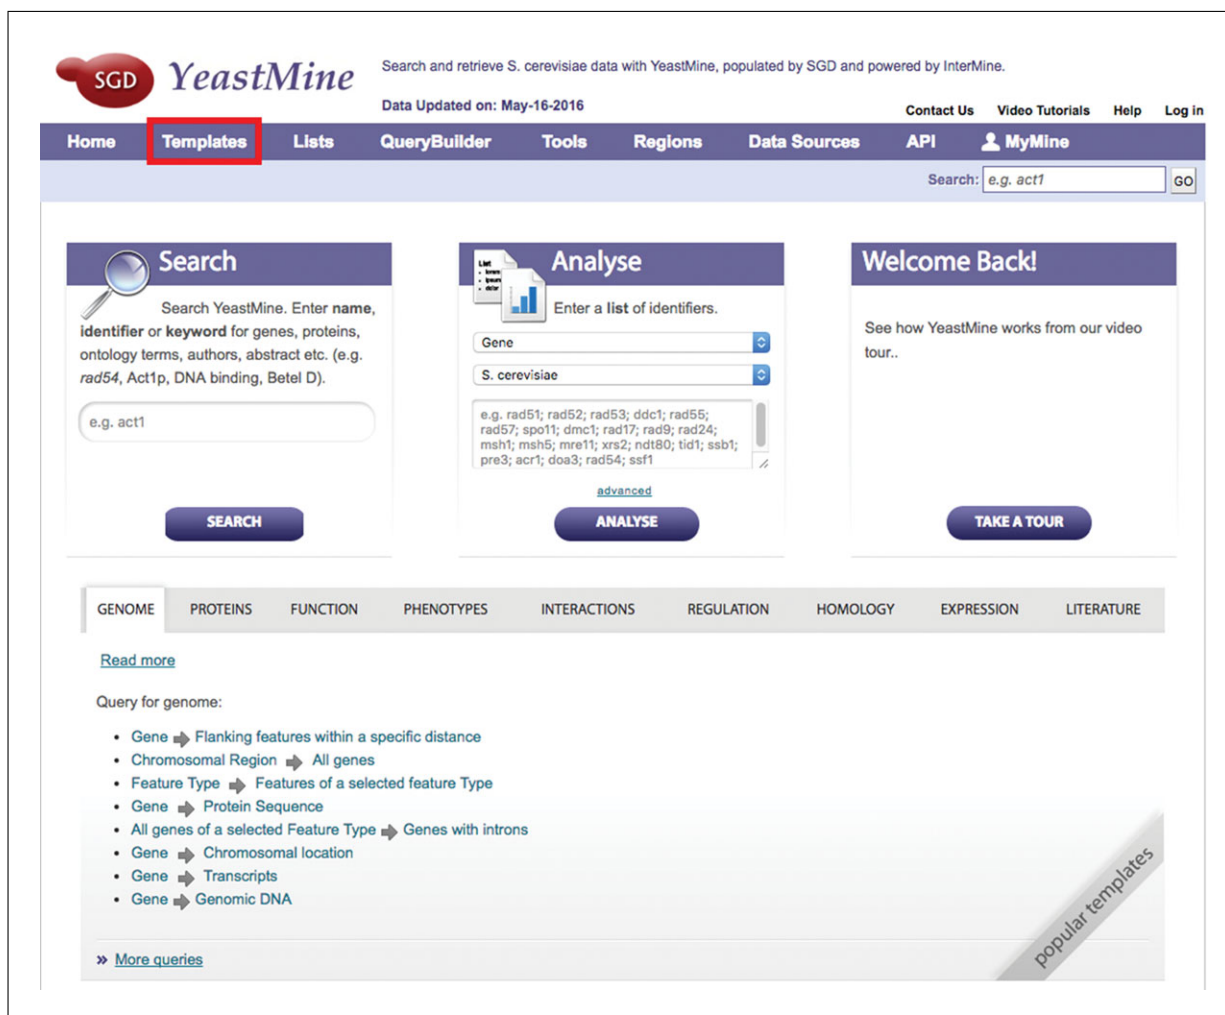 SGD YeastMine
Search and retrieve S. cerevisiae data with YeastMine, populated by SGD and powered by InterMine.
Data Updated on: May-16-2016
Contact Us Video Tutorials Help Log in
Home Templates Lists QueryBuilder Tools Regions Data Sources API MyMine
Search: e.g. act1 GO
Search
Search YeastMine. Enter name,
identifier or keyword for genes, proteins,
ontology terms, authors, abstract etc. (e.g.
rad54, Act1p, DNA binding, Betel D).
e.g. act1
SEARCH
List
Analyse
Enter a list of identifiers.
Gene
S. cerevisiae
e.g. rad51; rad52; rad53; ddc1; rad55;
rad57; spo11; dmc1; rad17; rad9; rad24;
msh1; msh5; mre11; xrs2; ndt80; tid1; ssb1;
pre3; acr1; doa3; rad54; ssf1
advanced
ANALYSE
Welcome Back!
See how YeastMine works from our video
tour..
TAKE A TOUR
GENOME PROTEINS FUNCTION PHENOTYPES INTERACTIONS REGULATION HOMOLOGY EXPRESSION LITERATURE
Read more
Query for genome:
• Gene ➡ Flanking features within a specific distance
• Chromosomal Region ➡ All genes
• Feature Type ➡ Features of a selected feature Type
• Gene ➡ Protein Sequence
• All genes of a selected Feature Type ➡ Genes with introns
• Gene ➡ Chromosomal location
• Gene ➡ Transcripts
• Gene ➡ Genomic DNA
» More queries
popular templates